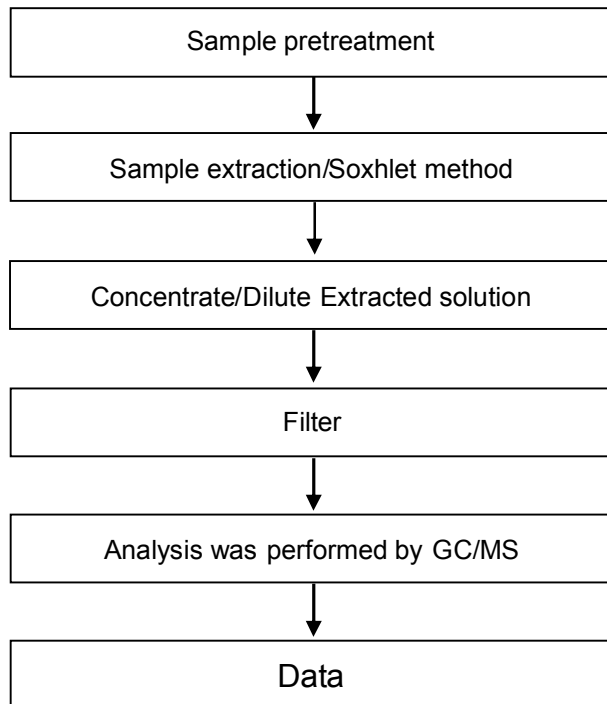 Sample pretreatment
Sample extraction/Soxhlet method
Concentrate/Dilute Extracted solution
Filter
Analysis was performed by GC/MS
Data